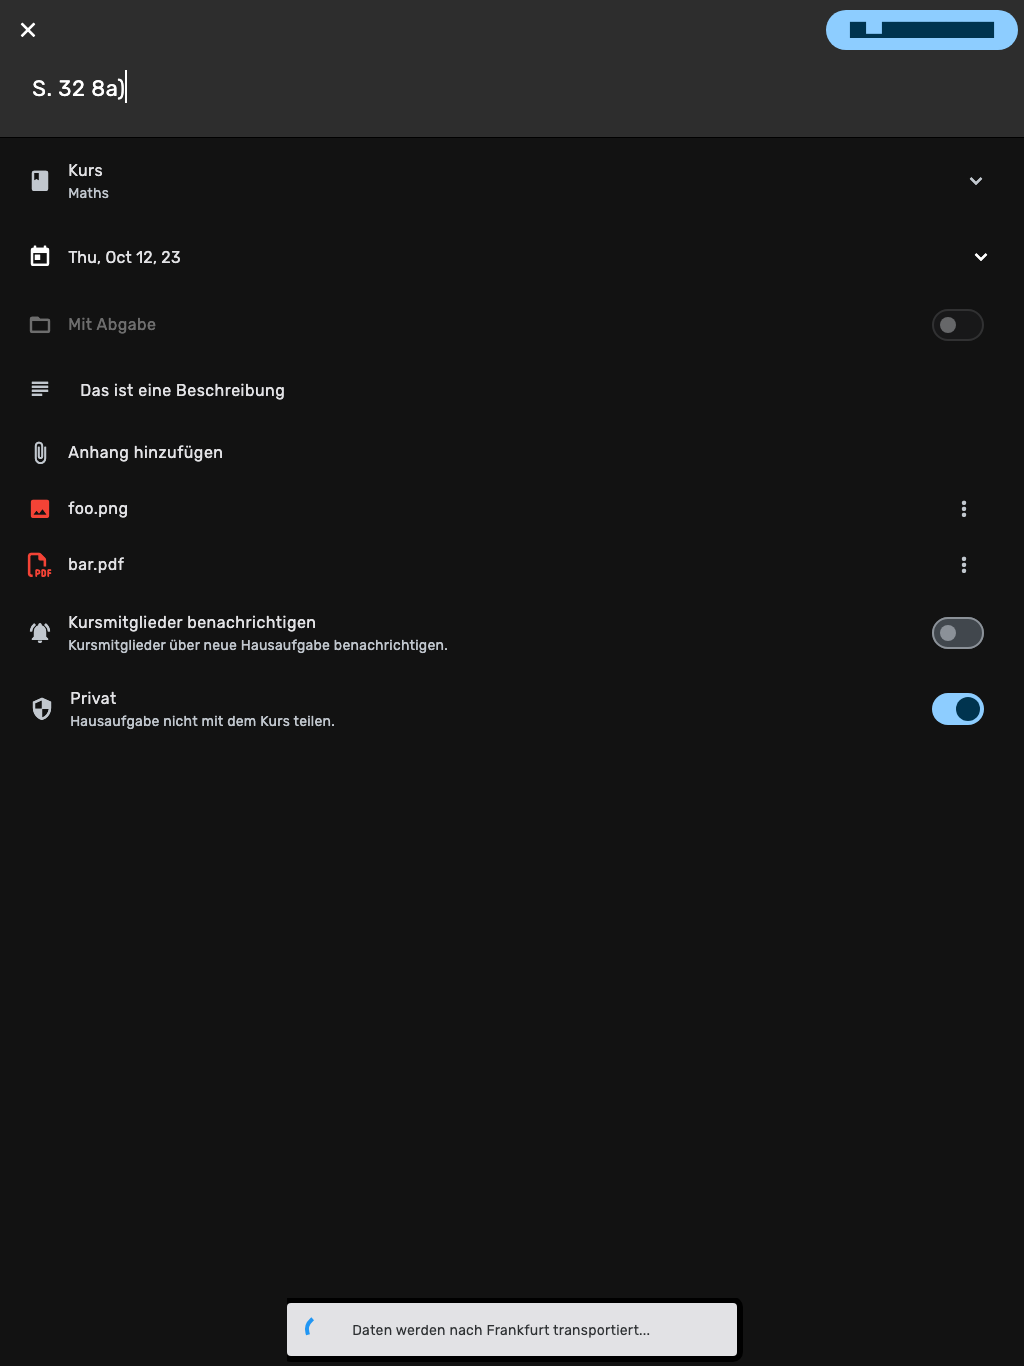 S. 32 8a)
Kurs
Maths
Thu, Oct 12, 23
Mit Abgabe
Das ist eine Beschreibung
Anhang hinzufügen
foo.png
PDF
bar.pdf
Kursmitglieder benachrichtigen
Kursmitglieder über neue Hausaufgabe benachrichtigen.
Privat
Hausaufgabe nicht mit dem Kurs teilen.
Daten werden nach Frankfurt transportiert...